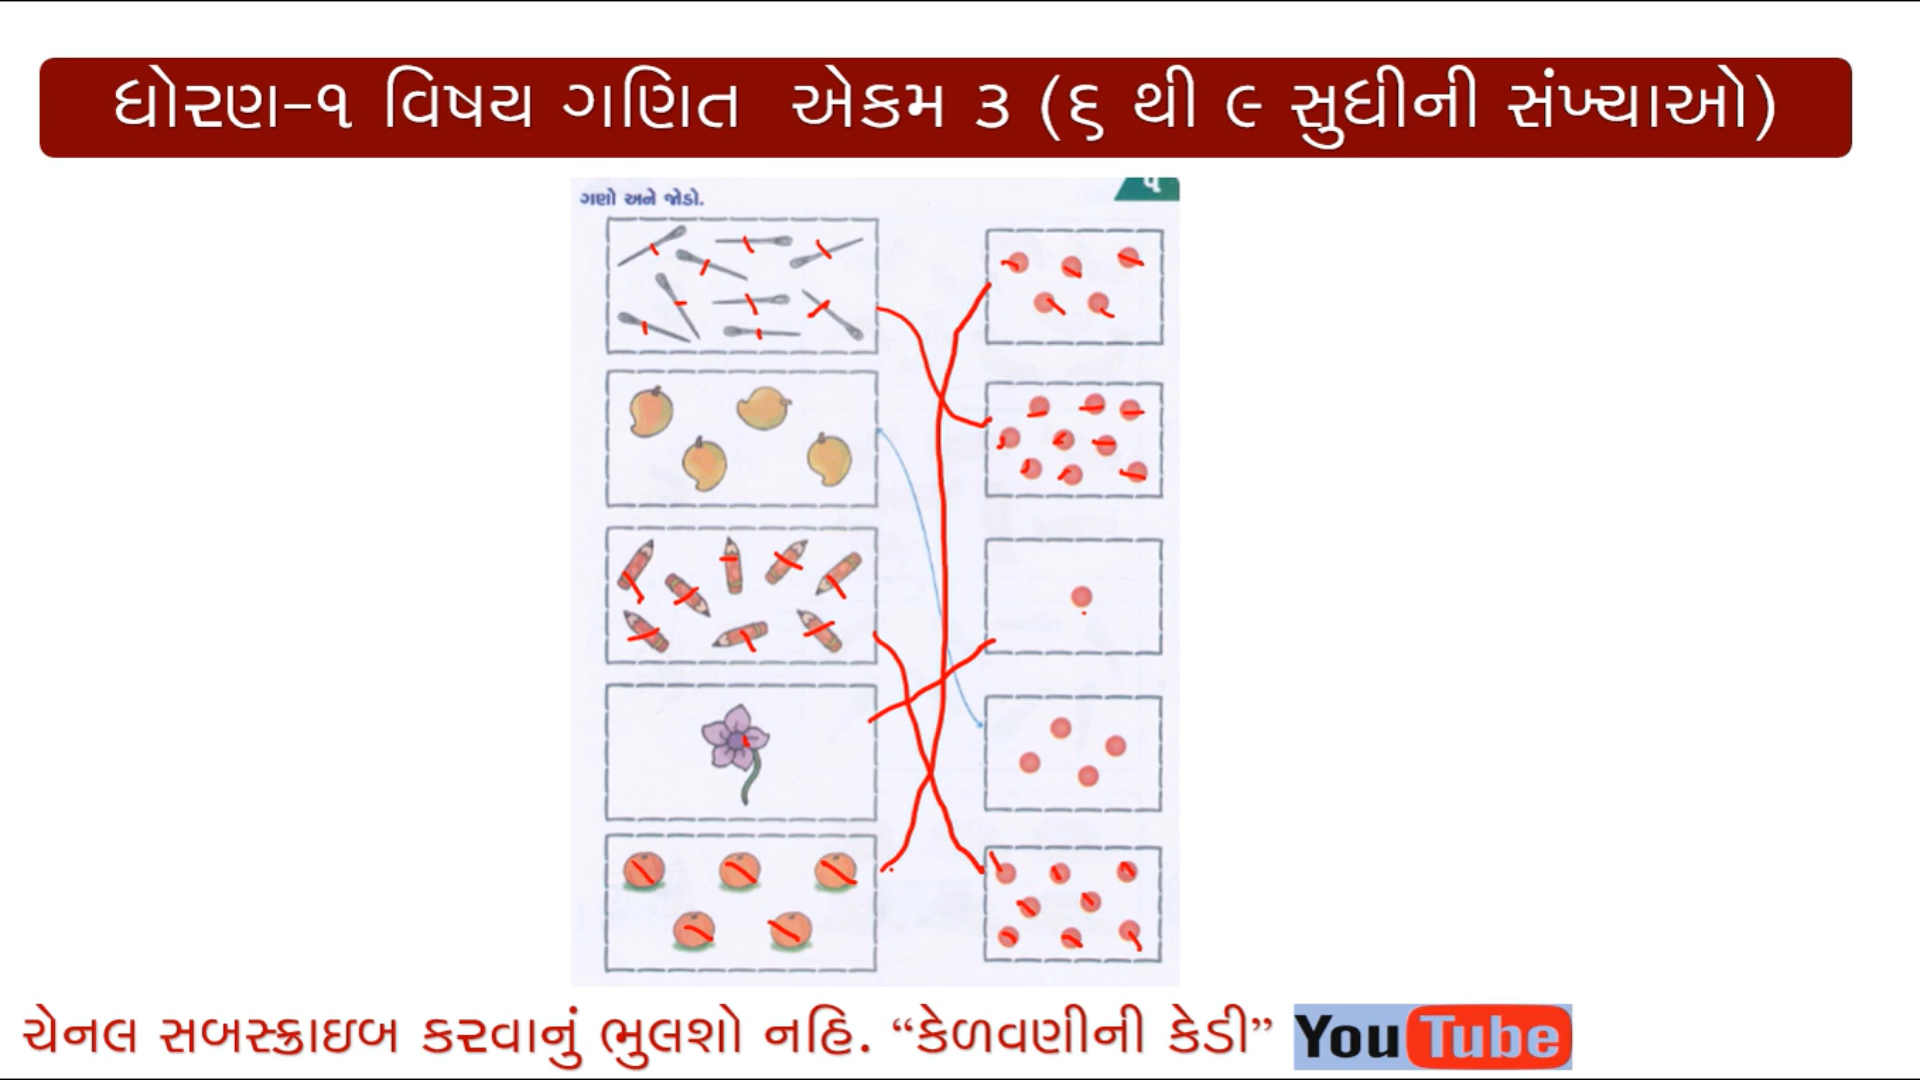 ધોરણ-૧ વિષય ગણિત એકમ ૩ (૬ થી ૯ સુધીની સંખ્યાઓ)
ગણો અને જોડો.
ચેનલ સબસ્ક્રાઇબ કરવાનું ભુલશો નહિ. “કેળવણીની કેડી” YouTube